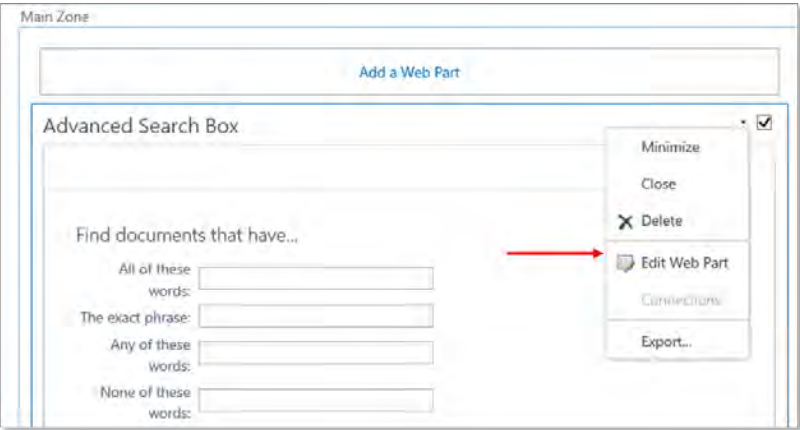 Main Zone
Add a Web Part
Advanced Search Box
Minimize
Close
Delete
Edit Web Part
Connections
Export...
Find documents that have...
All of these
words:
The exact phrase:
Any of these
words:
None of these
words: